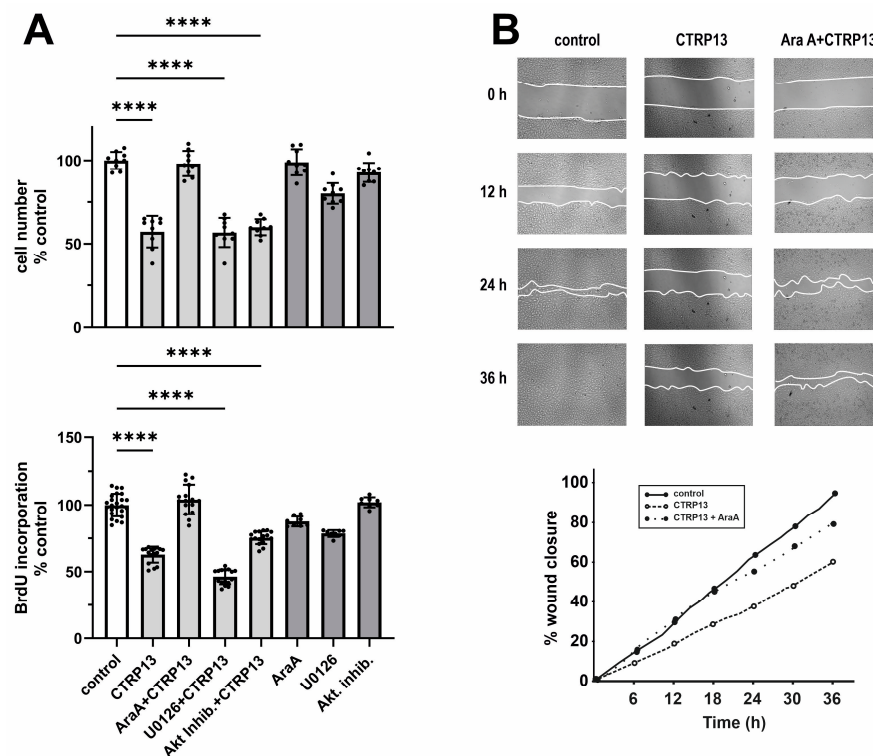 A
****
****
****
cell number
% control
100
50
0
****
****
****
BrdU incorporation
% control
150
100
50
0
control
CTRP13
AraA+CTRP13
U0126+CTRP13
Akt Inhib.+CTRP13
AraA
U0126
Akt. inhib.
B
control
CTRP13
Ara A+CTRP13
0 h
12 h
24 h
36 h
% wound closure
100
80
60
40
20
0
control
CTRP13
CTRP13 + AraA
6
12
18
24
30
36
Time (h)